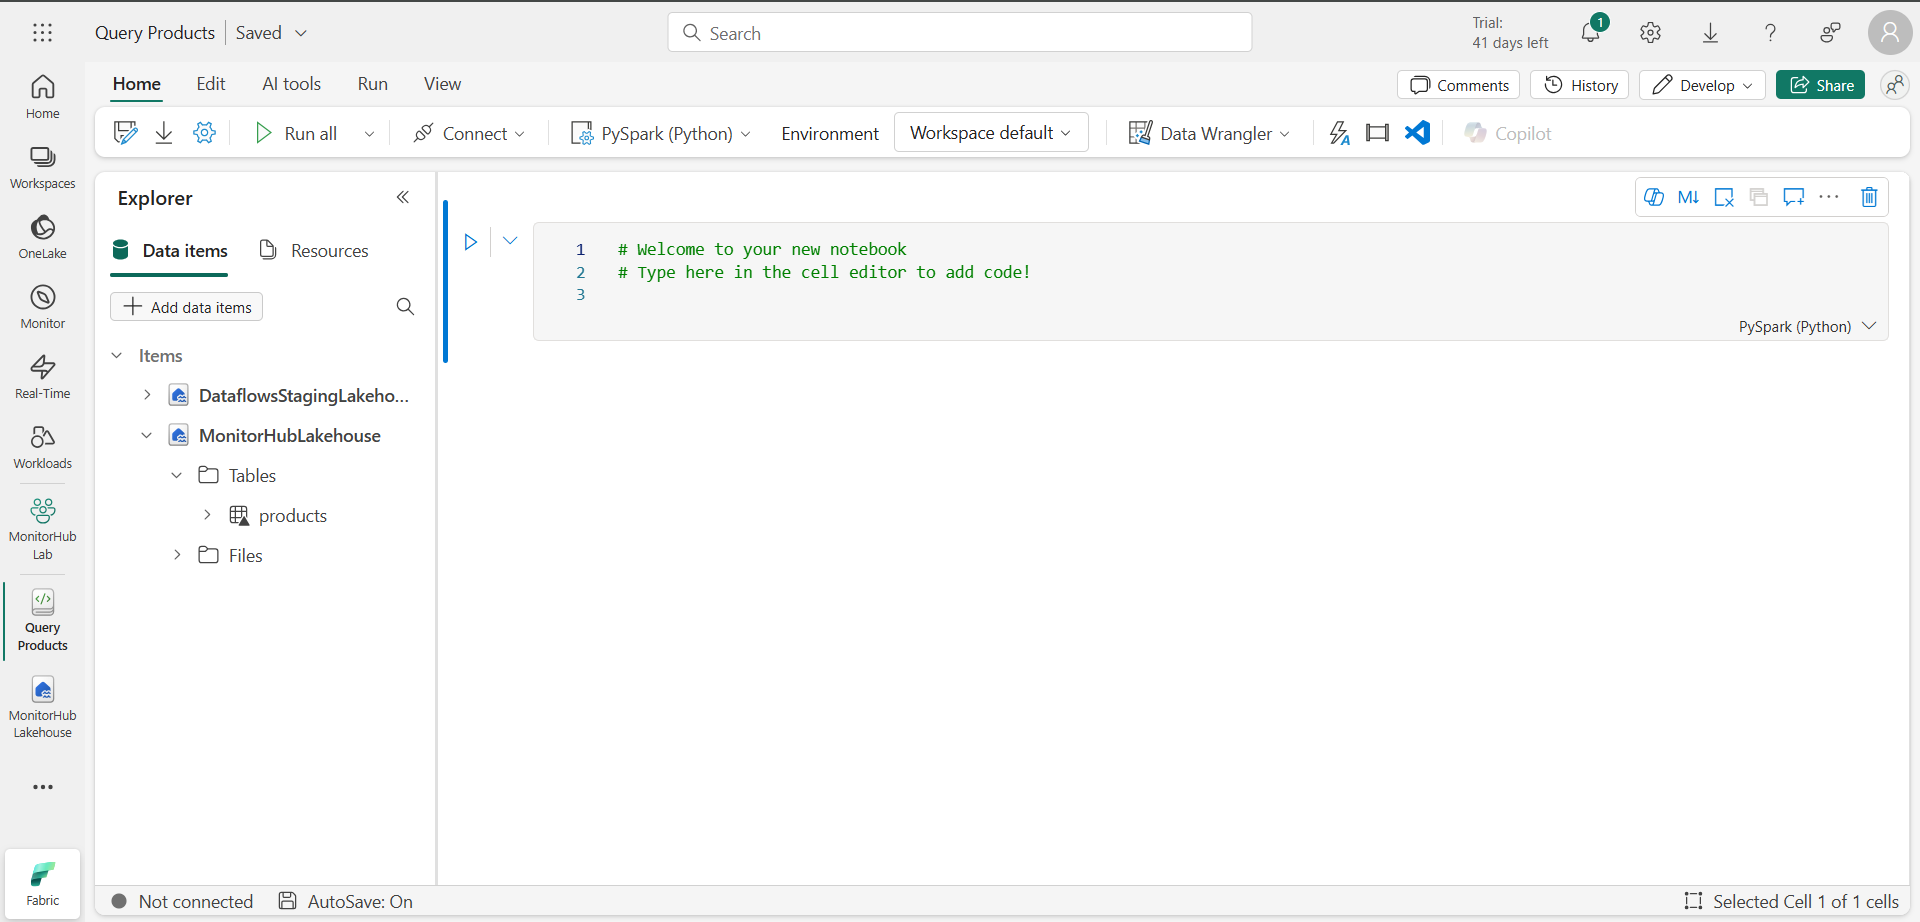 Query Products
Saved
Search
Trial:
41 days left
1
Home
Edit
AI tools
Run
View
Comments
History
Develop
Share
Run all
Connect
PySpark (Python)
Environment
Workspace default
Data Wrangler
Copilot
Home
Workspaces
OneLake
Monitor
Real-Time
Workloads
MonitorHub
Lab
Query
Products
MonitorHub
Lakehouse
Fabric
Explorer
Data items
Resources
Add data items
Items
DataflowsStagingLakeho...
MonitorHubLakehouse
Tables
products
Files
M↓
1 # Welcome to your new notebook
2 # Type here in the cell editor to add code!
3
PySpark (Python)
Not connected
AutoSave: On
Selected Cell 1 of 1 cells